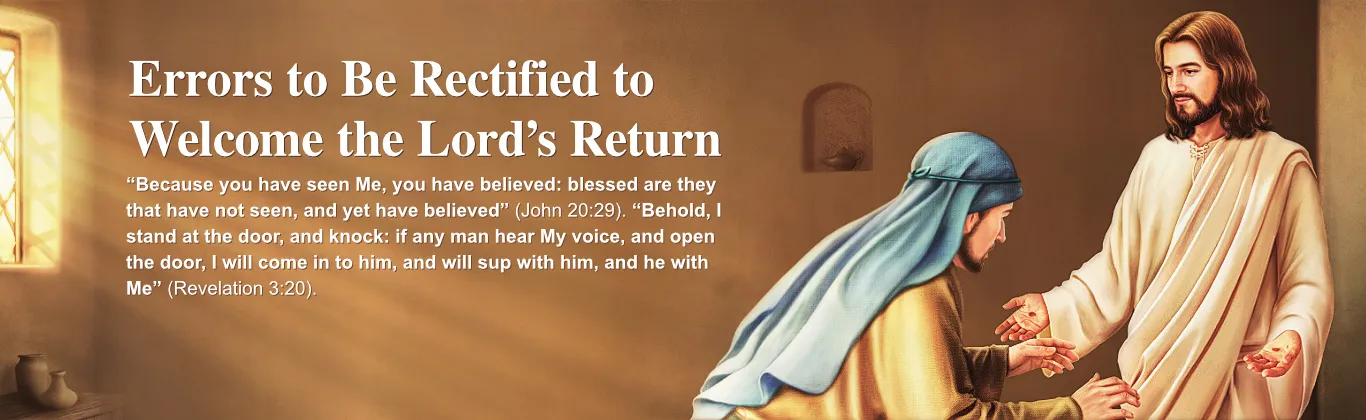 Errors to Be Rectified to
Welcome the Lord’s Return
“Because you have seen Me, you have believed: blessed are they
that have not seen, and yet have believed” (John 20:29). “Behold, I
stand at the door, and knock: if any man hear My voice, and open
the door, I will come in to him, and will sup with him, and he with
Me” (Revelation 3:20).